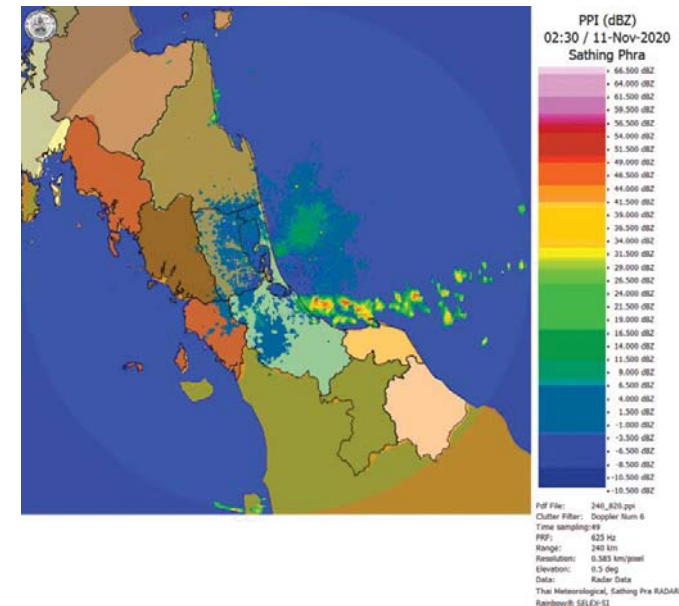 PPI (dBZ)
02:30 / 11-Nov-2020
Sathing Phra
66.500 dBZ
64.000 dBZ
61.500 dBZ
59.500 dBZ
56.500 dBZ
54.000 dBZ
51.500 dBZ
49.000 dBZ
46.500 dBZ
44.000 dBZ
41.500 dBZ
39.000 dBZ
36.500 dBZ
34.000 dBZ
31.500 dBZ
29.000 dBZ
26.500 dBZ
24.000 dBZ
21.500 dBZ
19.000 dBZ
16.500 dBZ
14.000 dBZ
11.500 dBZ
9.000 dBZ
6.500 dBZ
4.000 dBZ
1.500 dBZ
-1.000 dBZ
-3.500 dBZ
-6.500 dBZ
-8.500 dBZ
-10.500 dBZ
-10.500 dBZ
Pdf File: 240_820.ppi
Clutter Filter: Doppler Num 6
Time sampling:49
PRF: 625 Hz
Range: 240 km
Resolution: 0.585 km/pixel
Elevation: 0.5 deg
Data: Radar Data
Thai Meteorological, Sathing Pra RADAR
Rainbow® SELEX-SI